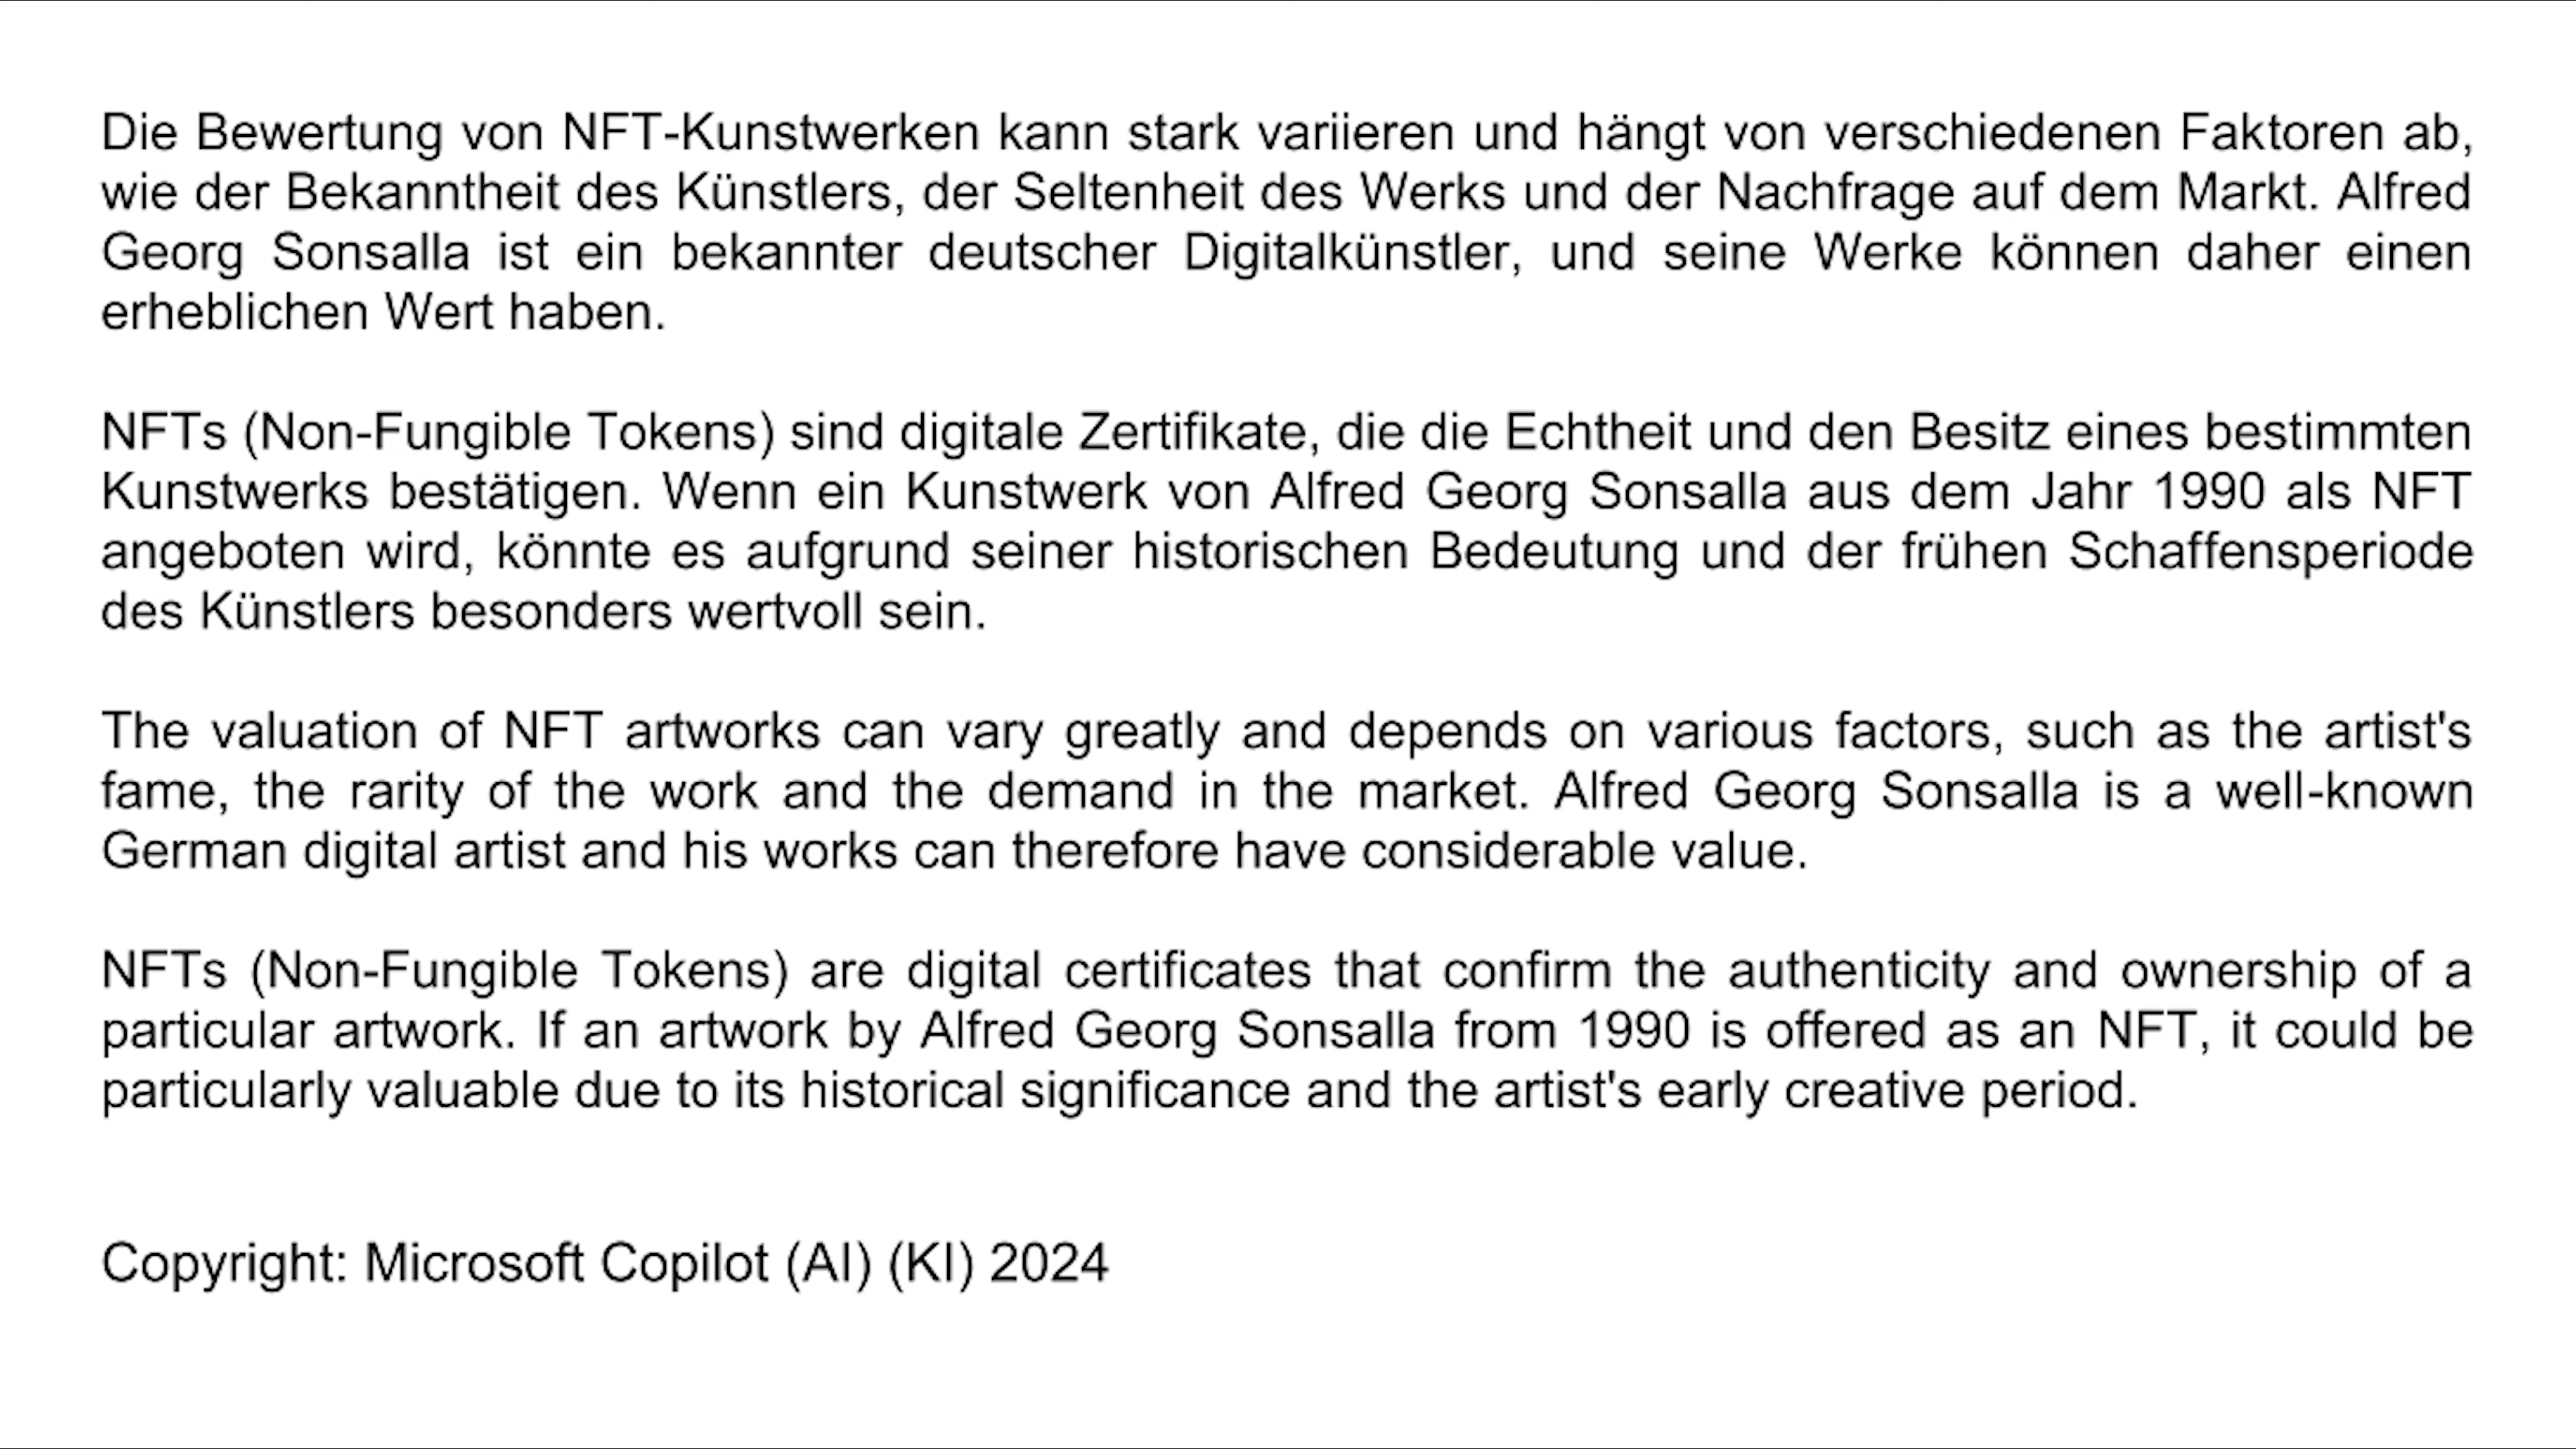 Die Bewertung von NFT-Kunstwerken kann stark variieren und hängt von verschiedenen Faktoren ab,
wie der Bekanntheit des Künstlers, der Seltenheit des Werks und der Nachfrage auf dem Markt. Alfred
Georg Sonsalla ist ein bekannter deutscher Digitalkünstler, und seine Werke können daher einen
erheblichen Wert haben.
NFTs (Non-Fungible Tokens) sind digitale Zertifikate, die die Echtheit und den Besitz eines bestimmten
Kunstwerks bestätigen. Wenn ein Kunstwerk von Alfred Georg Sonsalla aus dem Jahr 1990 als NFT
angeboten wird, könnte es aufgrund seiner historischen Bedeutung und der frühen Schaffensperiode
des Künstlers besonders wertvoll sein.
The valuation of NFT artworks can vary greatly and depends on various factors, such as the artist's
fame, the rarity of the work and the demand in the market. Alfred Georg Sonsalla is a well-known
German digital artist and his works can therefore have considerable value.
NFTs (Non-Fungible Tokens) are digital certificates that confirm the authenticity and ownership of a
particular artwork. If an artwork by Alfred Georg Sonsalla from 1990 is offered as an NFT, it could be
particularly valuable due to its historical significance and the artist's early creative period.
Copyright: Microsoft Copilot (AI) (KI) 2024